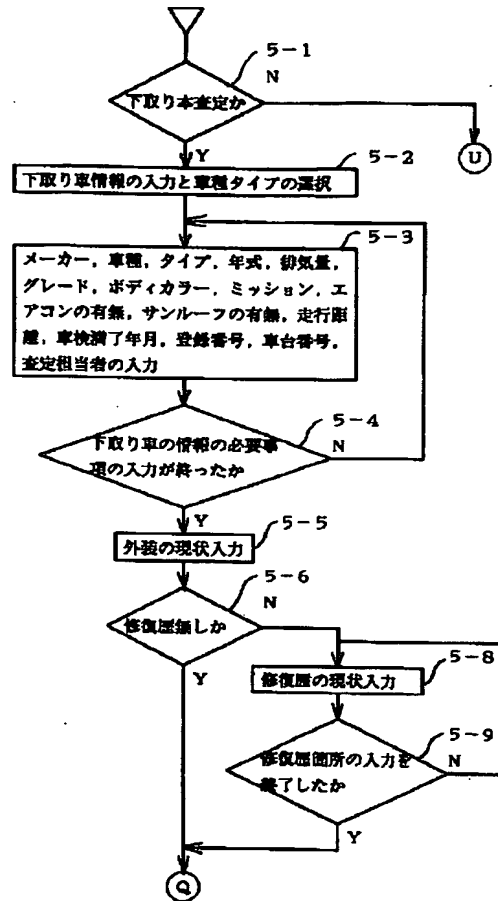 5-1
N
下取り本査定か
Y
U
5-2
下取り車情報の入力と車種タイプの選択
5-3
メーカー，車種，タイプ，年式，排気量，
グレード，ボディカラー，ミッション，エ
アコンの有無，サンルーフの有無，走行距
離，車検満了年月，登録番号，車台番号，
査定担当者の入力
5-4
下取り車の情報の必要事
項の入力が終ったか
N
Y
5-5
外装の現状入力
5-6
N
修復歴無しか
Y
5-8
修復歴の現状入力
5-9
修復歴箇所の入力を
終了したか
N
Y
Q